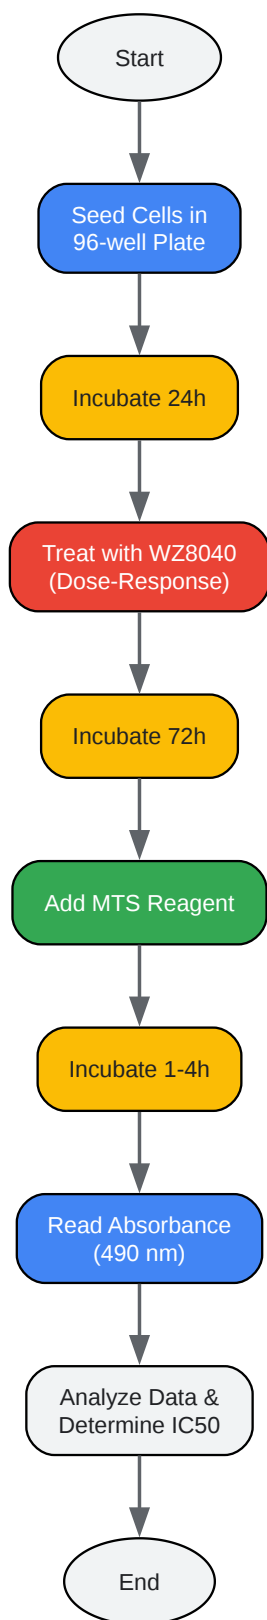 Start
Seed Cells in
96-well Plate
Incubate 24h
Treat with WZ8040
(Dose-Response)
Incubate 72h
Add MTS Reagent
Incubate 1-4h
Read Absorbance
(490 nm)
Analyze Data &
Determine IC50
End